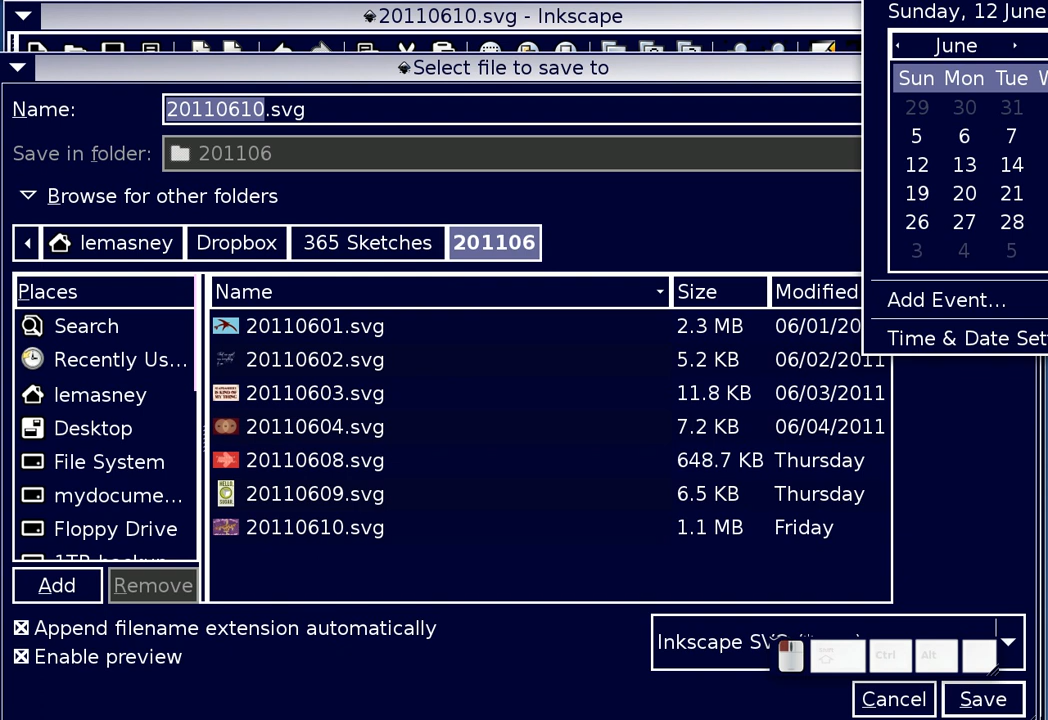 20110610.svg - Inkscape
Sunday, 12 June
June
Select file to save to
Sun Mon Tue W
29 30 31
5 6 7
12 13 14
19 20 21
26 27 28
3 4 5
Name: 20110610.svg
Save in folder: 201106
Browse for other folders
lemasney Dropbox 365 Sketches 201106
Add Event...
Time & Date Set
Places Name Size Modified
Search 20110601.svg 2.3 MB 06/01/20
Recently Us... 20110602.svg 5.2 KB 06/02/2011
lemasney 20110603.svg 11.8 KB 06/03/2011
Desktop 20110604.svg 7.2 KB 06/04/2011
File System 20110608.svg 648.7 KB Thursday
mydocume... 20110609.svg 6.5 KB Thursday
Floppy Drive 20110610.svg 1.1 MB Friday
1TB backup
Add Remove
Append filename extension automatically
Enable preview
Inkscape SVG
Shift Ctrl Alt
Cancel Save